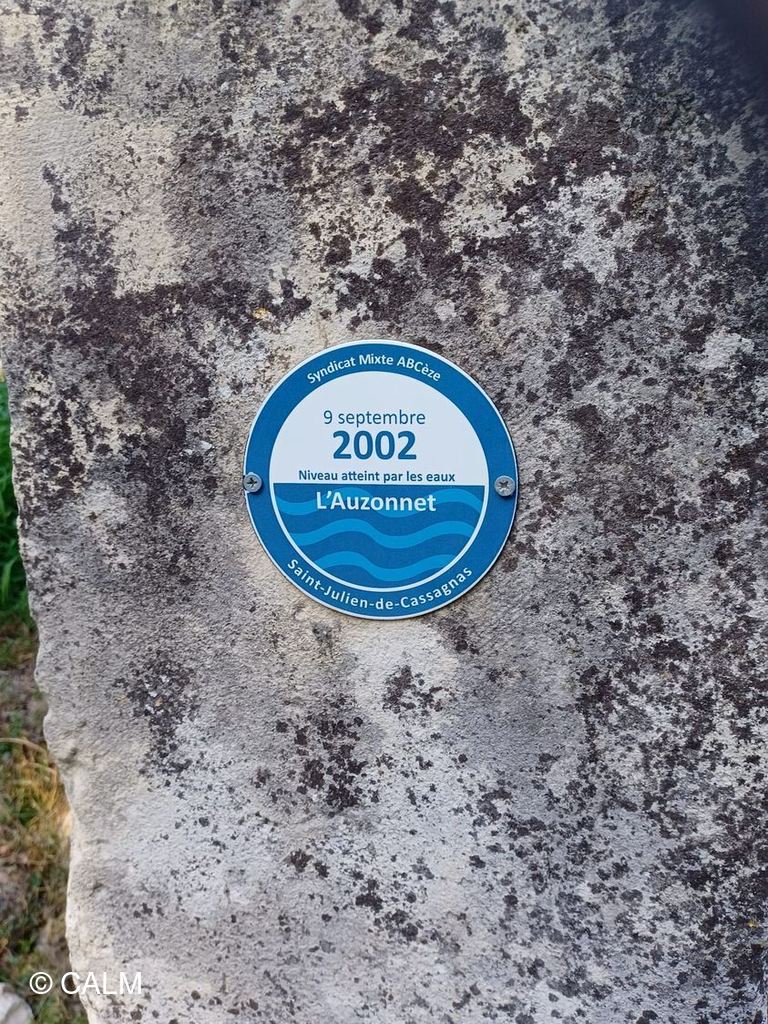 Syndicat Mixte ABCèze
9 septembre
2002
Niveau atteint par les eaux
L'Auzonnet
Saint-Julien-de-Cassagnas
© CALM